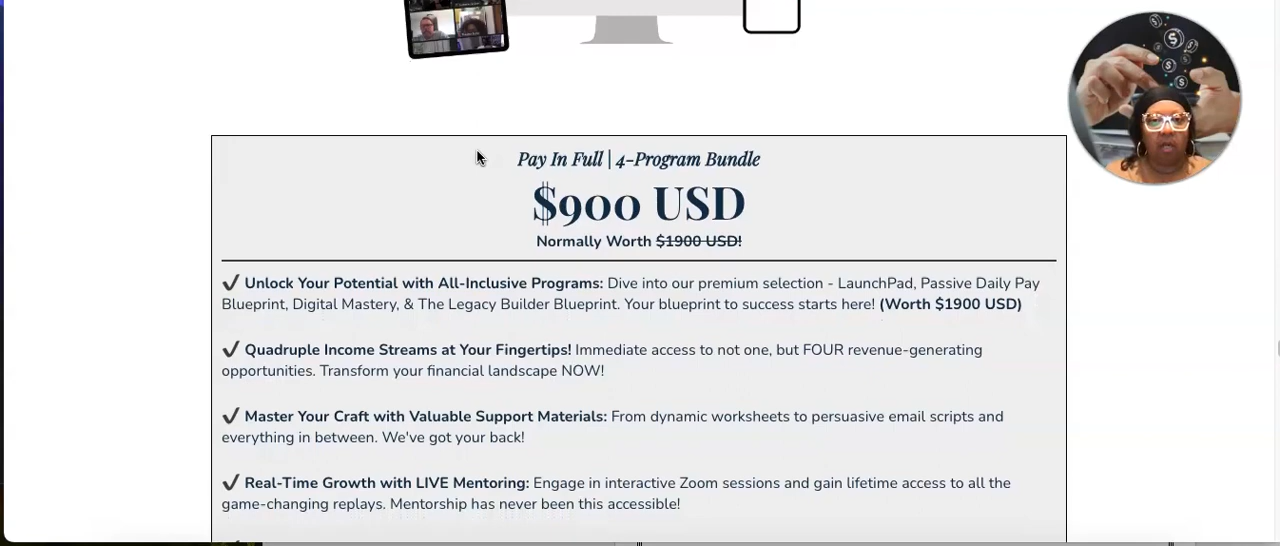 Pay In Full | 4-Program Bundle
$900 USD
Normally Worth $1900 USD!
✔ Unlock Your Potential with All-Inclusive Programs: Dive into our premium selection - LaunchPad, Passive Daily Pay
Blueprint, Digital Mastery, & The Legacy Builder Blueprint. Your blueprint to success starts here! (Worth $1900 USD)
✔ Quadruple Income Streams at Your Fingertips! Immediate access to not one, but FOUR revenue-generating
opportunities. Transform your financial landscape NOW!
✔ Master Your Craft with Valuable Support Materials: From dynamic worksheets to persuasive email scripts and
everything in between. We've got your back!
✔ Real-Time Growth with LIVE Mentoring: Engage in interactive Zoom sessions and gain lifetime access to all the
game-changing replays. Mentorship has never been this accessible!